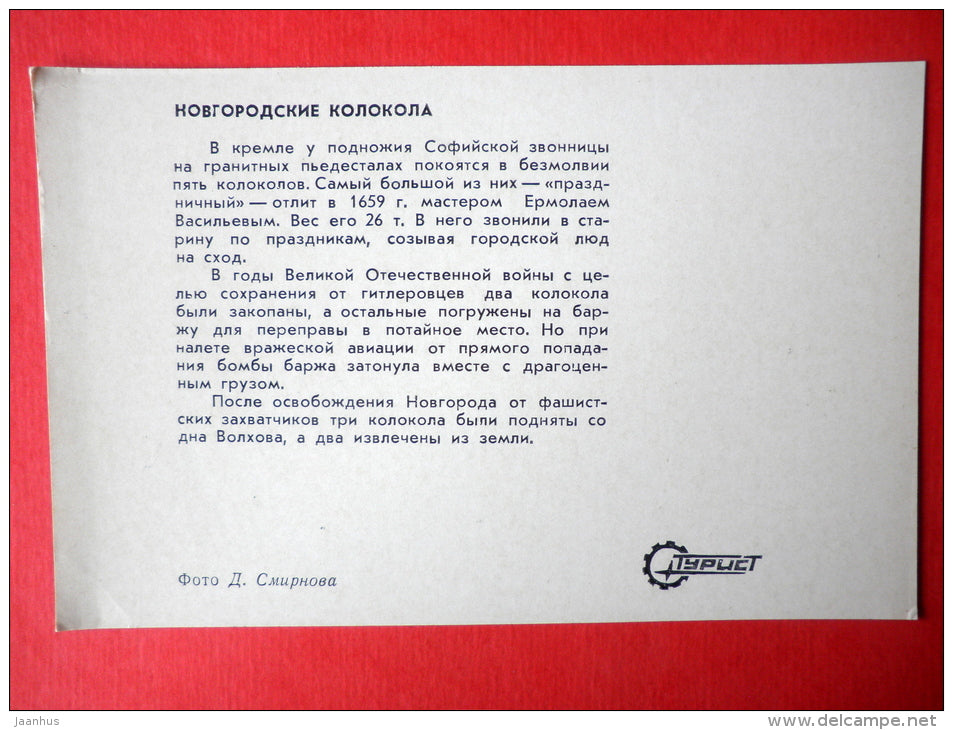 НОВГОРОДСКИЕ КОЛОКОЛА
В кремле у подножия Софийской звонницы
на гранитных пьедесталах покоятся в безмолвии
пять колоколов. Самый большой из них — «празд-
ничный» — отлит в 1659 г. мастером Ермолаем
Васильевым. Вес его 26 т. В него звонили в ста-
рину по праздникам, созывая городской люд
на сход.
В годы Великой Отечественной войны с це-
лью сохранения от гитлеровцев два колокола
были закопаны, а остальные погружены на бар-
жу для переправы в потайное место. Но при
налете вражеской авиации от прямого попада-
ния бомбы баржа затонула вместе с драгоцен-
ным грузом.
После освобождения Новгорода от фашист-
ских захватчиков три колокола были подняты со
дна Волхова, а два извлечены из земли.
Фото Д. Смирнова
ТУРИСТ
Jaanhus
www.delcampe.net